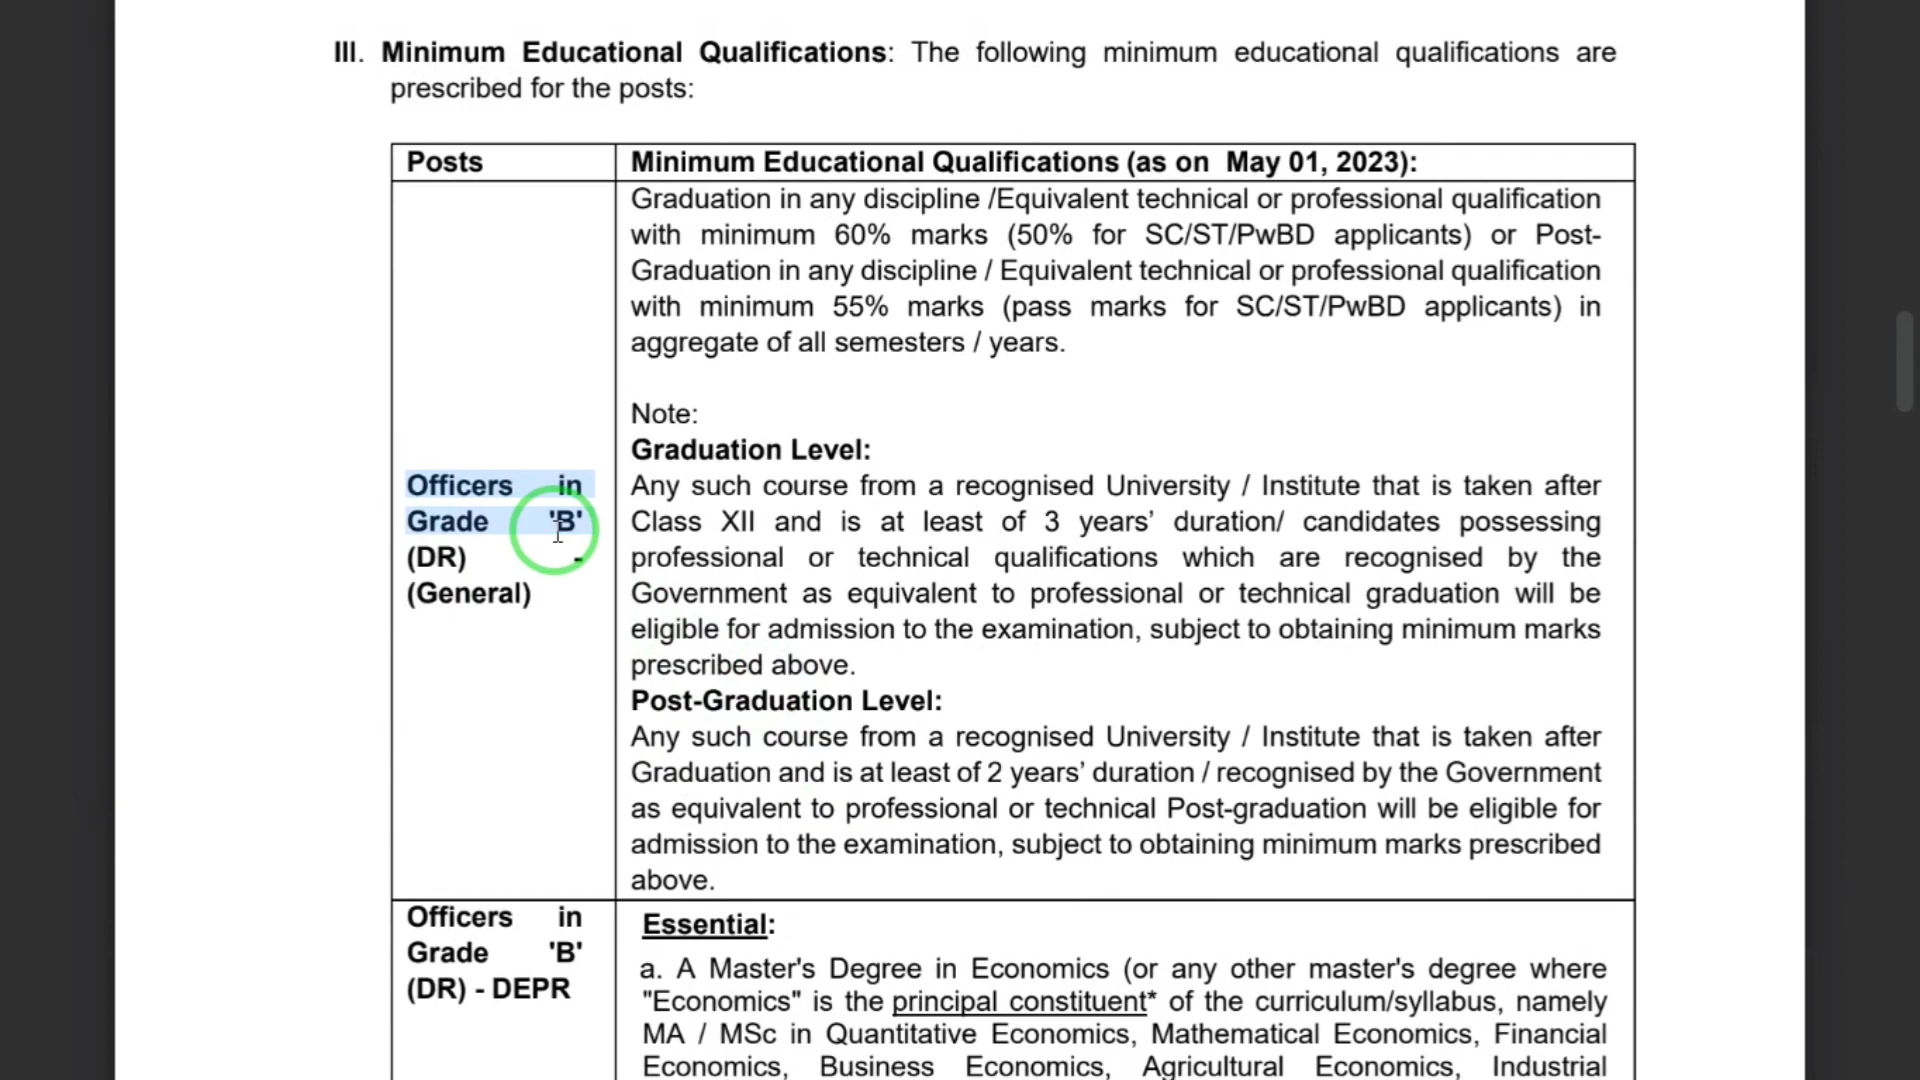 III. Minimum Educational Qualifications: The following minimum educational qualifications are
prescribed for the posts:
Posts
Minimum Educational Qualifications (as on May 01, 2023):
Officers in
Grade 'B'
(DR) -
(General)
Graduation in any discipline /Equivalent technical or professional qualification
with minimum 60% marks (50% for SC/ST/PwBD applicants) or Post-
Graduation in any discipline / Equivalent technical or professional qualification
with minimum 55% marks (pass marks for SC/ST/PwBD applicants) in
aggregate of all semesters / years.
Note:
Graduation Level:
Any such course from a recognised University / Institute that is taken after
Class XII and is at least of 3 years’ duration/ candidates possessing
professional or technical qualifications which are recognised by the
Government as equivalent to professional or technical graduation will be
eligible for admission to the examination, subject to obtaining minimum marks
prescribed above.
Post-Graduation Level:
Any such course from a recognised University / Institute that is taken after
Graduation and is at least of 2 years’ duration / recognised by the Government
as equivalent to professional or technical Post-graduation will be eligible for
admission to the examination, subject to obtaining minimum marks prescribed
above.
Officers in
Grade 'B'
(DR) - DEPR
Essential:
a. A Master's Degree in Economics (or any other master's degree where
"Economics" is the principal constituent* of the curriculum/syllabus, namely
MA / MSc in Quantitative Economics, Mathematical Economics, Financial
Economics, Business Economics, Agricultural Economics, Industrial